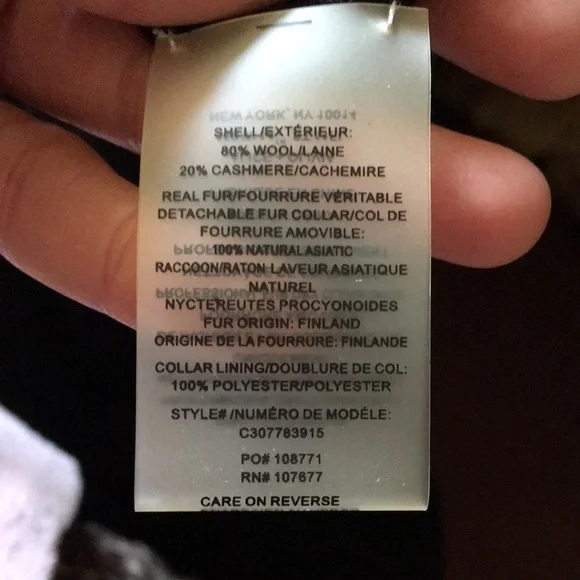 SHELL/EXTÉRIEUR:
80% WOOL/LAINE
20% CASHMERE/CACHEMIRE
REAL FUR/FOURRURE VÉRITABLE
DETACHABLE FUR COLLAR/COL DE
FOURRURE AMOVIBLE:
100% NATURAL ASIATIC
RACCOON/RATON LAVEUR ASIATIQUE
NATUREL
NYCTEREUTES PROCYONOIDES
FUR ORIGIN: FINLAND
ORIGINE DE LA FOURRURE: FINLANDE
COLLAR LINING/DOUBLURE DE COL:
100% POLYESTER/POLYESTER
STYLE# /NUMÉRO DE MODÉLE:
C307783915
PO# 108771
RN# 107677
CARE ON REVERSE